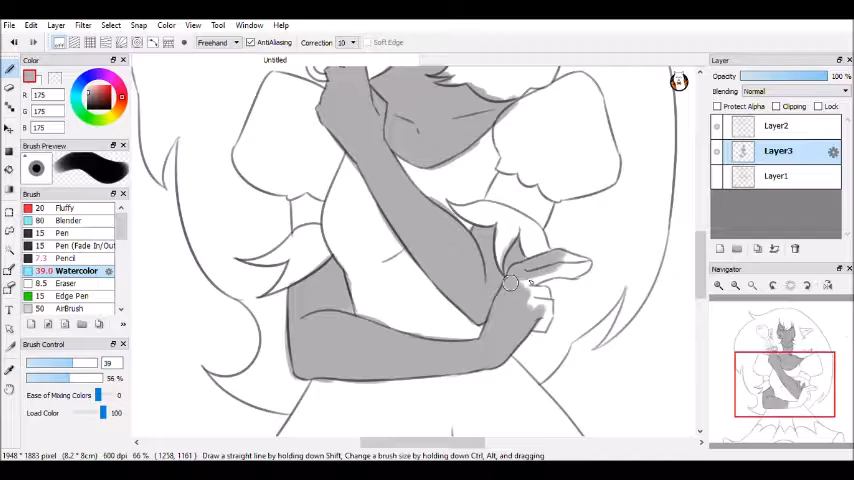 File Edit Layer Filter Select Snap Color View Tool Window Help
off Freehand AntiAliasing Correction 10 Soft Edge
Untitled
Color
R: 175
G: 175
B: 175
Brush Preview
Brush
20 Fluffy
80 Blender
15 Pen
15 Pen (Fade In/Out)
7.3 Pencil
39.0 Watercolor
8.5 Eraser
15 Edge Pen
50 AirBrush
Brush Control
39
56 %
Ease of Mixing Colors 0
Load Color 100
Layer
Opacity 100 %
Blending Normal
Protect Alpha Clipping Lock
Layer2
Layer3
Layer1
Navigator
1948 * 1883 pixel (8.2 * 8cm) 600 dpi 66 % (1258, 1161) Draw a straight line by holding down Shift, Change a brush size by holding down Ctrl, Alt, and dragging